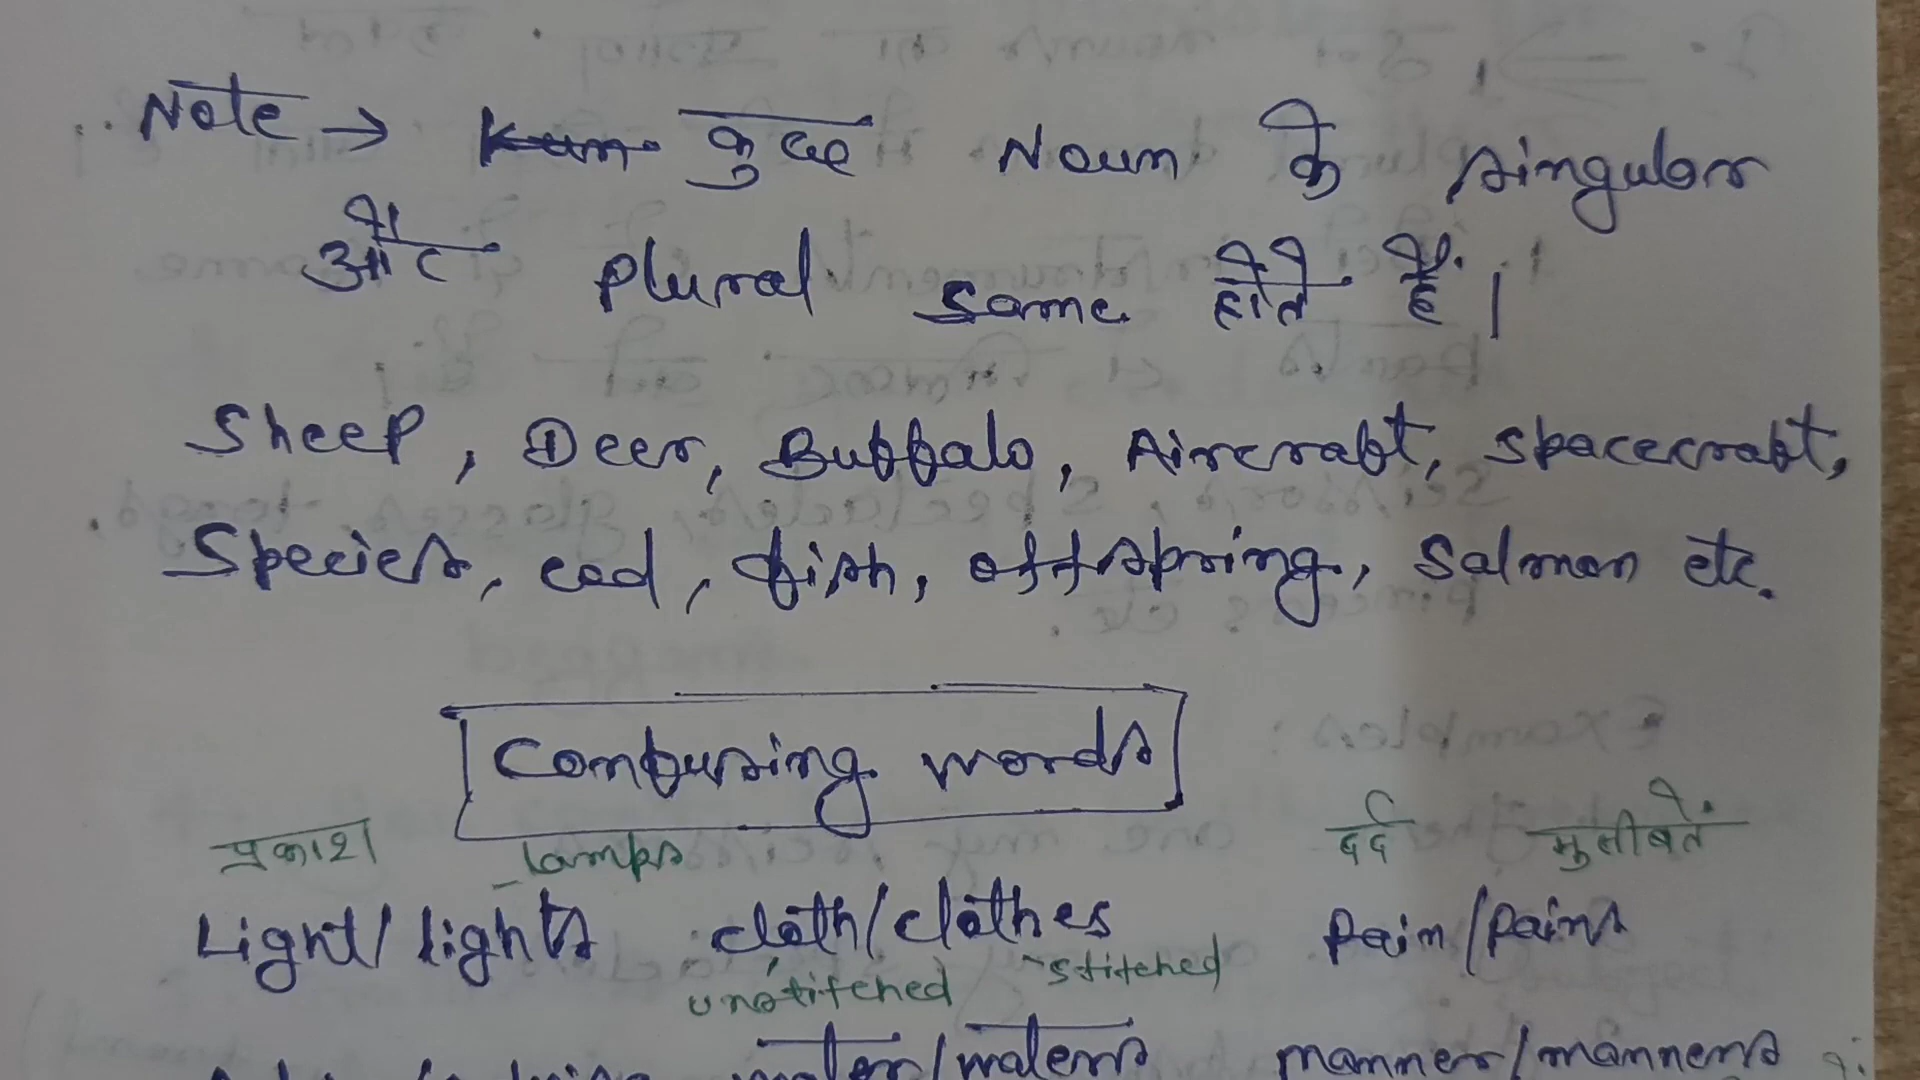 Note → कुछ Noun के singular
और plural same होते हैं।
Sheep, Deer, Buffalo, Aircraft, spacecraft,
Species, cod, fish, offspring, Salmon etc.
Confusing words
प्रकाश lamps दर्द मुसीबतें
Light/lights cloth/clothes Pain/Pains
unstitched stitched
water/waters manner/manners